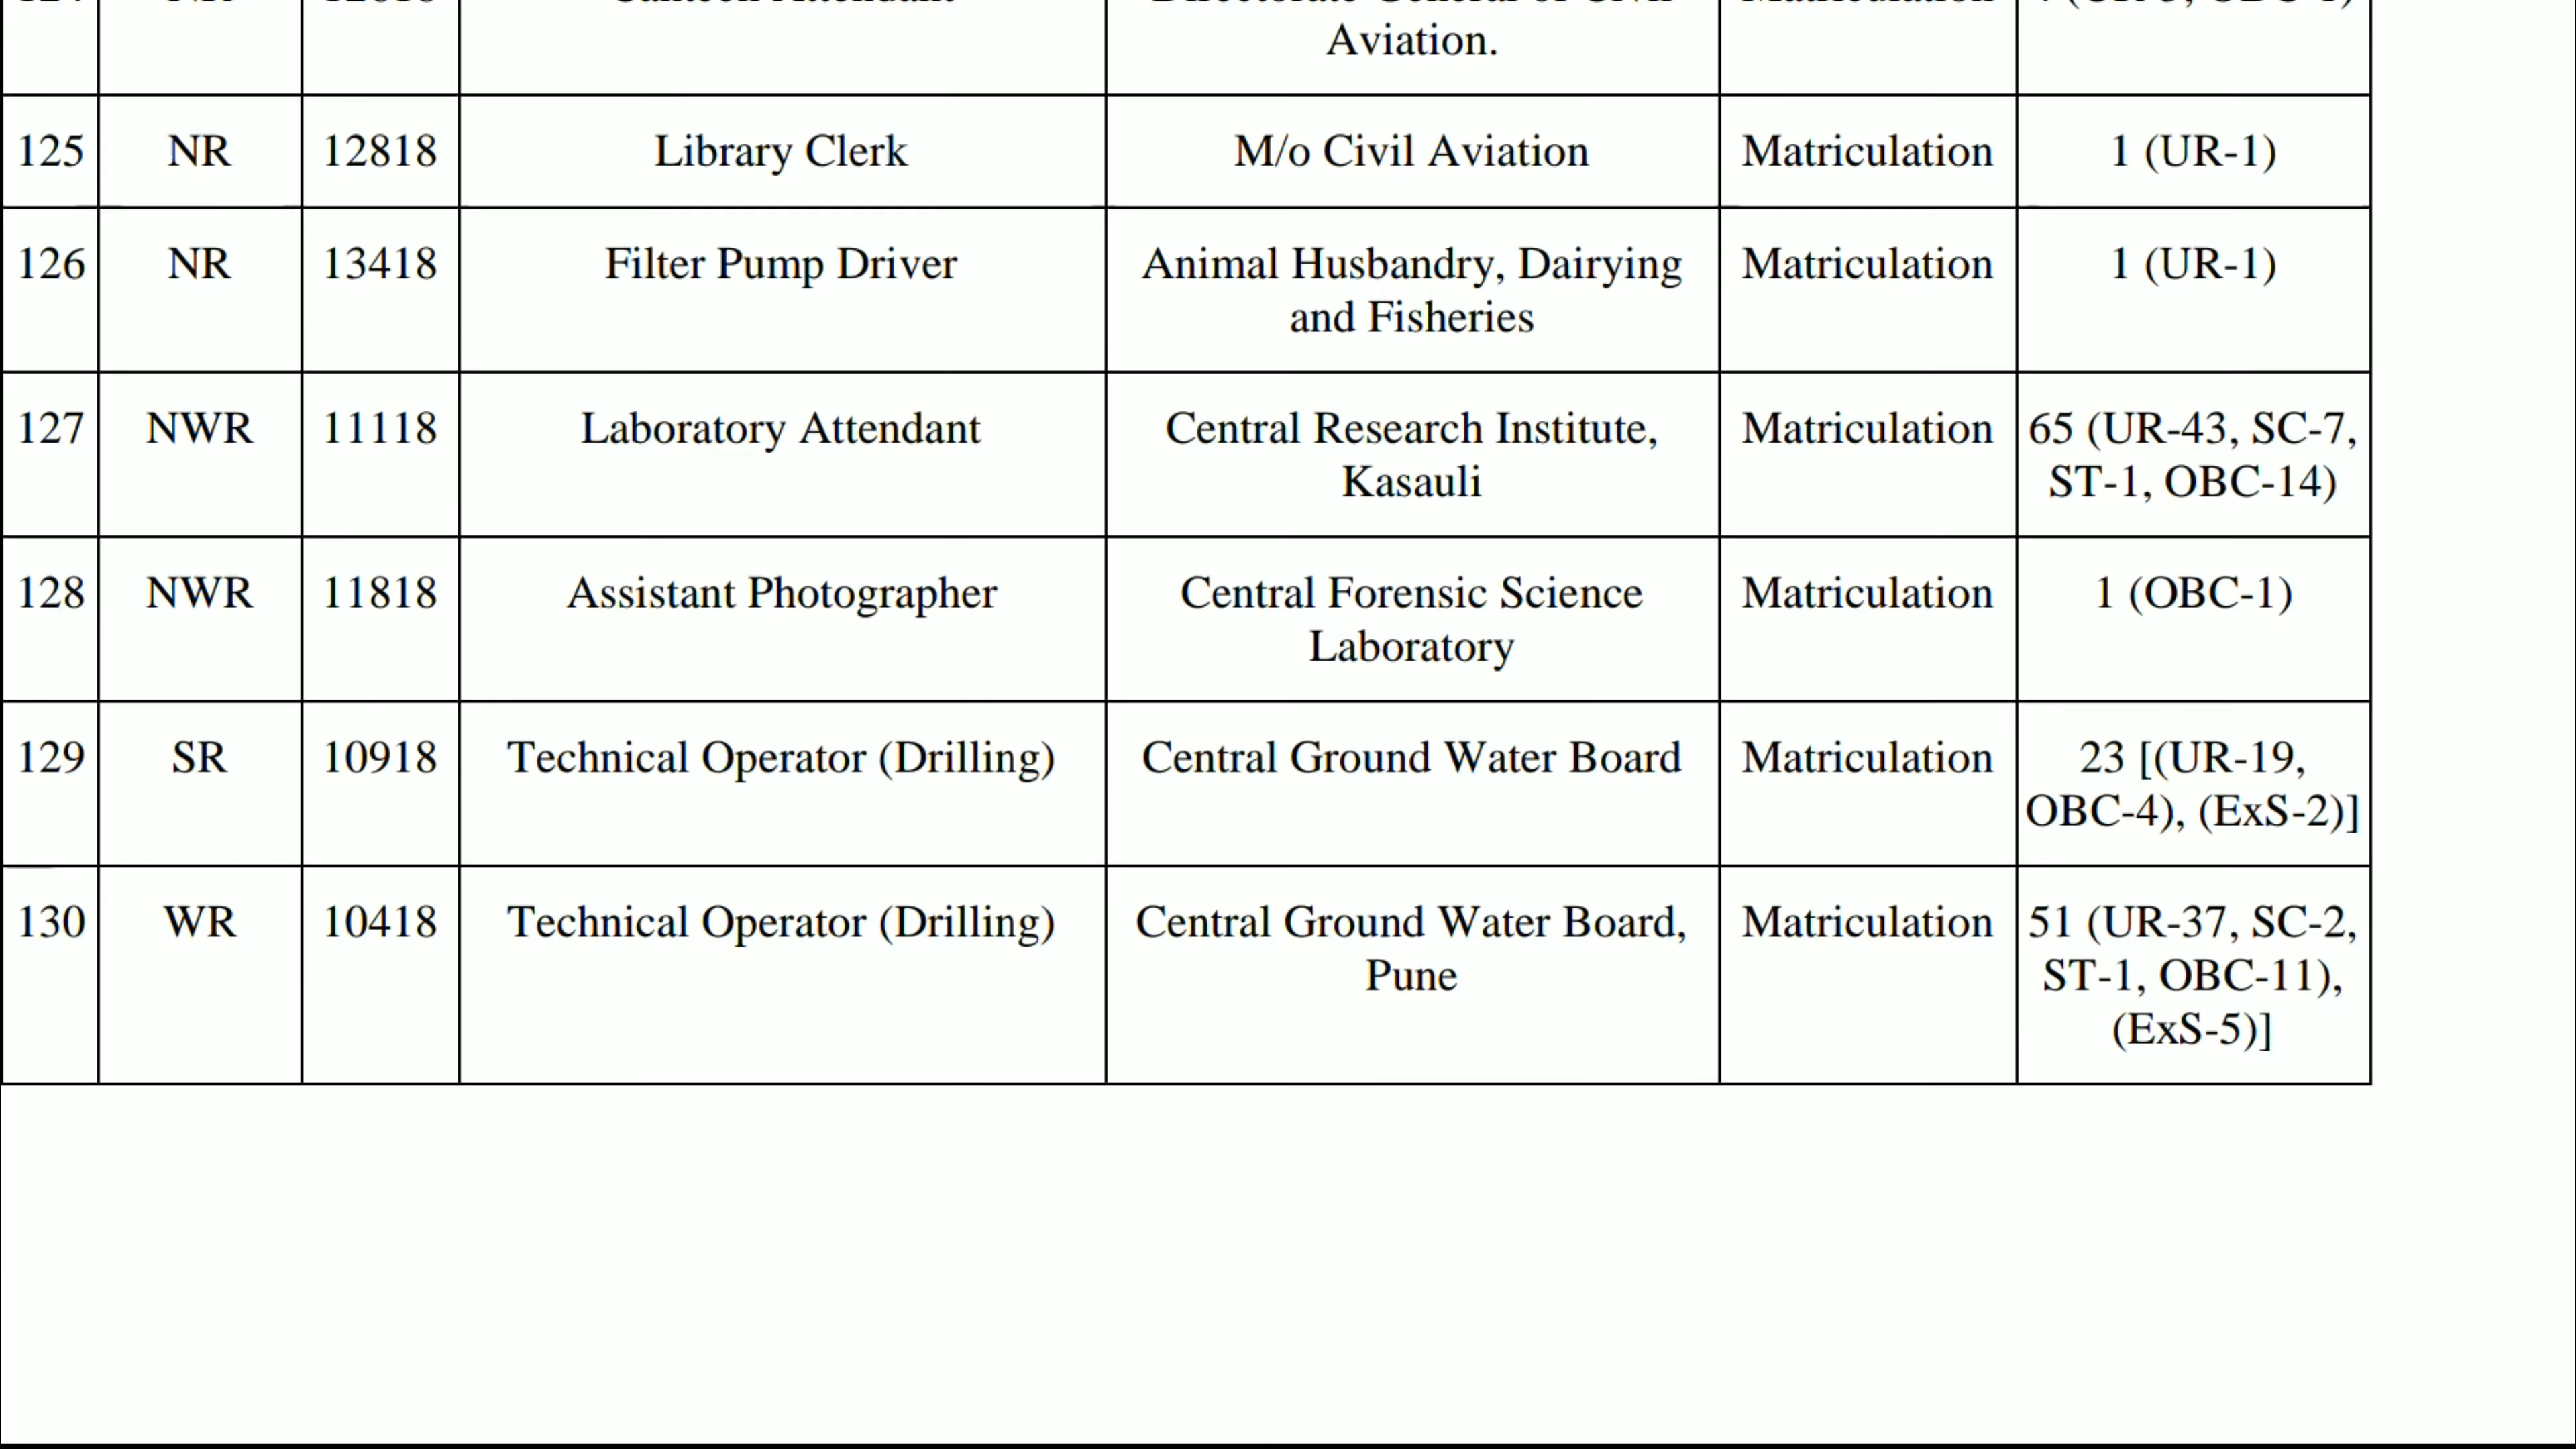 Aviation.
125 NR 12818 Library Clerk M/o Civil Aviation Matriculation 1 (UR-1)
126 NR 13418 Filter Pump Driver Animal Husbandry, Dairying Matriculation 1 (UR-1)
and Fisheries
127 NWR 11118 Laboratory Attendant Central Research Institute, Matriculation 65 (UR-43, SC-7,
Kasauli ST-1, OBC-14)
128 NWR 11818 Assistant Photographer Central Forensic Science Matriculation 1 (OBC-1)
Laboratory
129 SR 10918 Technical Operator (Drilling) Central Ground Water Board Matriculation 23 [(UR-19,
OBC-4), (ExS-2)]
130 WR 10418 Technical Operator (Drilling) Central Ground Water Board, Matriculation 51 (UR-37, SC-2,
Pune ST-1, OBC-11),
(ExS-5)]